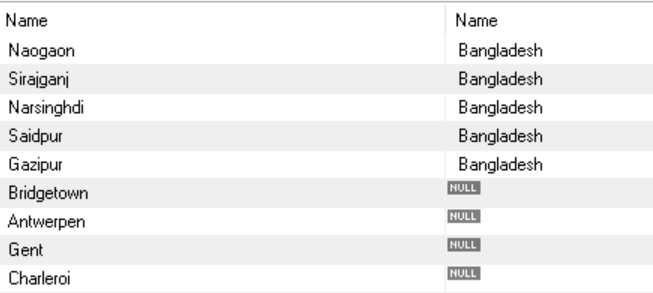 Name Name
Naogaon Bangladesh
Sirajganj Bangladesh
Narsinghdi Bangladesh
Saidpur Bangladesh
Gazipur Bangladesh
Bridgetown NULL
Antwerpen NULL
Gent NULL
Charleroi NULL